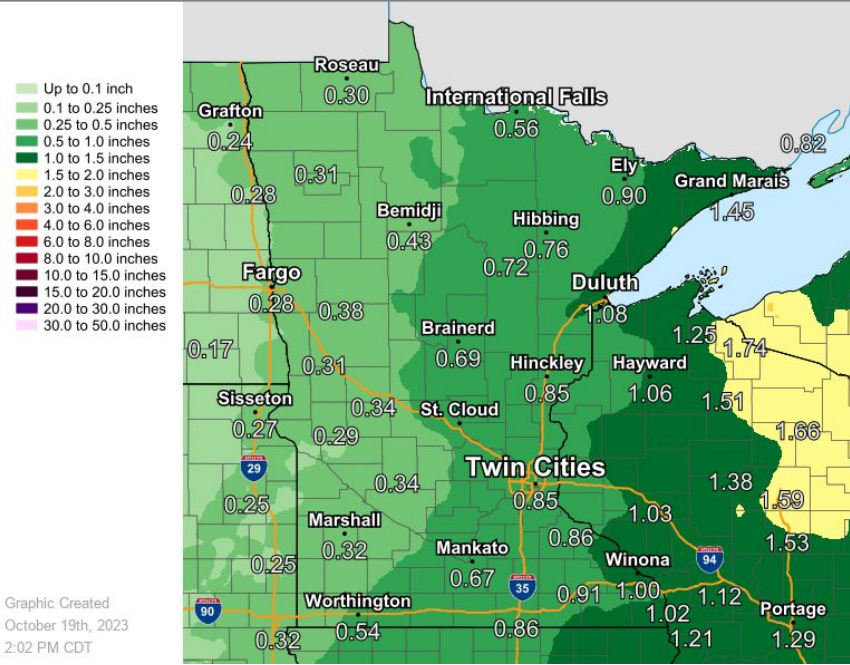 Up to 0.1 inch
0.1 to 0.25 inches
0.25 to 0.5 inches
0.5 to 1.0 inches
1.0 to 1.5 inches
1.5 to 2.0 inches
2.0 to 3.0 inches
3.0 to 4.0 inches
4.0 to 6.0 inches
6.0 to 8.0 inches
8.0 to 10.0 inches
10.0 to 15.0 inches
15.0 to 20.0 inches
20.0 to 30.0 inches
30.0 to 50.0 inches
Graphic Created
October 19th, 2023
2:02 PM CDT
Roseau
0.30
International Falls
0.56
Grafton
0.24
0.82
Ely
0.90
Grand Marais
1.45
0.31
0.28
Bemidji
0.43
Hibbing
0.76
0.72
Fargo
0.28
Duluth
1.08
0.38
Brainerd
0.69
1.25
1.74
0.17
0.31
Hinckley
0.85
Hayward
1.06
Sisseton
0.27
0.34
St. Cloud
1.51
0.29
1.66
29
Twin Cities
0.85
0.34
1.38
1.59
0.25
1.03
Marshall
0.32
0.86
1.53
Mankato
0.67
Winona
1.00
94
0.25
35
0.91
1.12
90
Worthington
0.54
1.02
Portage
1.29
0.32
0.86
1.21